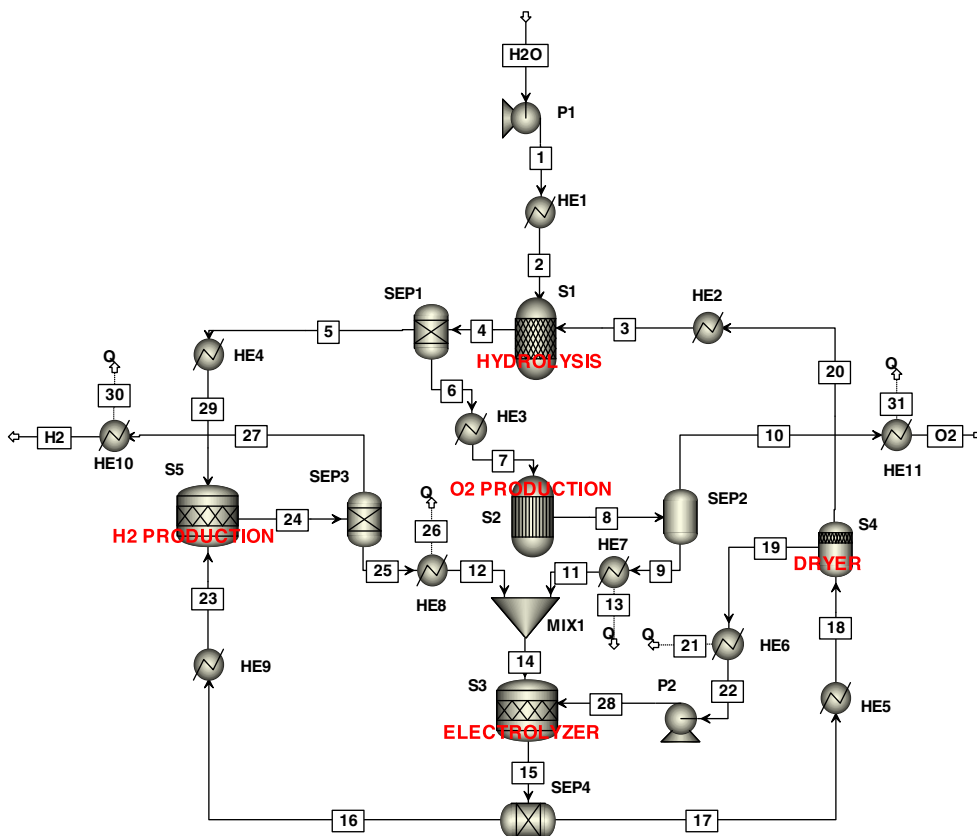 H2O
P1
1
HE1
2
SEP1
S1
HE2
5
4
3
HYDROLYSIS
Q
HE4
6
20
Q
30
29
HE3
31
H2
27
10
O2
HE10
7
HE11
S5
SEP3
O2 PRODUCTION
SEP2
Q
24
S2
8
S4
H2 PRODUCTION
26
HE7
19
DRYER
25
12
11
9
23
HE8
13
18
MIX1
Q
Q
21
HE6
HE9
14
S3
P2
22
28
HE5
ELECTROLYZER
15
SEP4
16
17